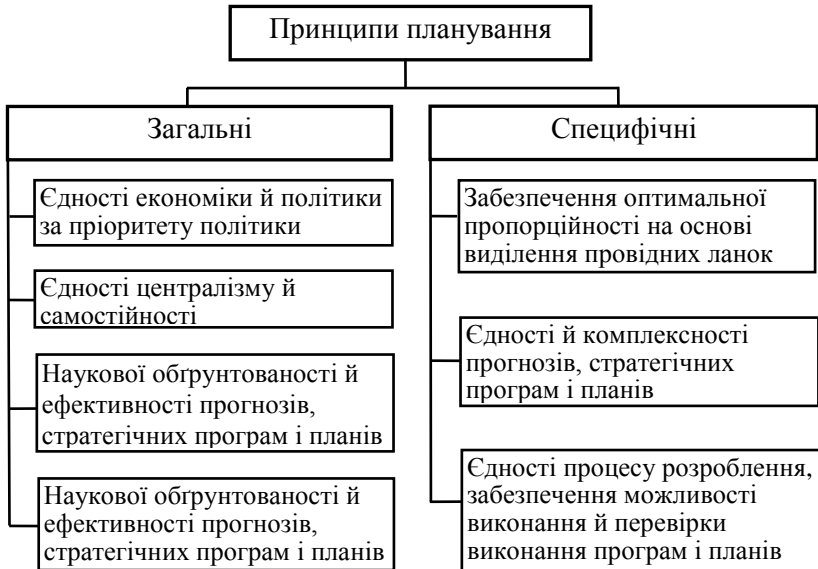 Принципи планування
Загальні
Єдності економіки й політики
за пріоритету політики
Єдності централізму й
самостійності
Наукової обґрунтованості й
ефективності прогнозів,
стратегічних програм і планів
Наукової обґрунтованості й
ефективності прогнозів,
стратегічних програм і планів
Специфічні
Забезпечення оптимальної
пропорційності на основі
виділення провідних ланок
Єдності й комплексності
прогнозів, стратегічних
програм і планів
Єдності процесу розроблення,
забезпечення можливості
виконання й перевірки
виконання програм і планів